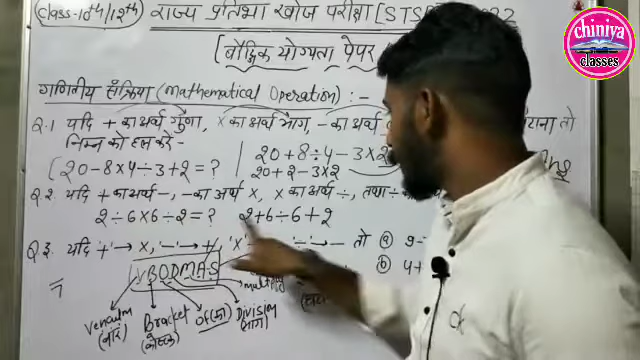 Class-10th/12th
राज्य प्रतिभा खोज परीक्षा [STSE] 2022
chiniya
classes
[बौद्धिक योग्यता पेपर
गणितीय संक्रिया (Mathematical Operation) :-
Q.1 यदि + का अर्थ गुणा, × का अर्थ भाग, - का अर्थ टाना तो
निम्न को हल करे -
20-8×4÷3+2=?
20+8÷4-3×2
20+2-3×2
Ans
Q.2. यदि + का अर्थ -, - का अर्थ ×, × का अर्थ ÷, तथा ÷
2÷6×6÷2=?
2+6÷6+2
Q.3. यदि '+'→ ×, '-'→ +, '×' '÷'→ - तो (a) 9-
(b) 4+
VBODMAS
Venculum
(बार)
Bracket
(कोष्ठक)
of(का)
Division
(भाग)